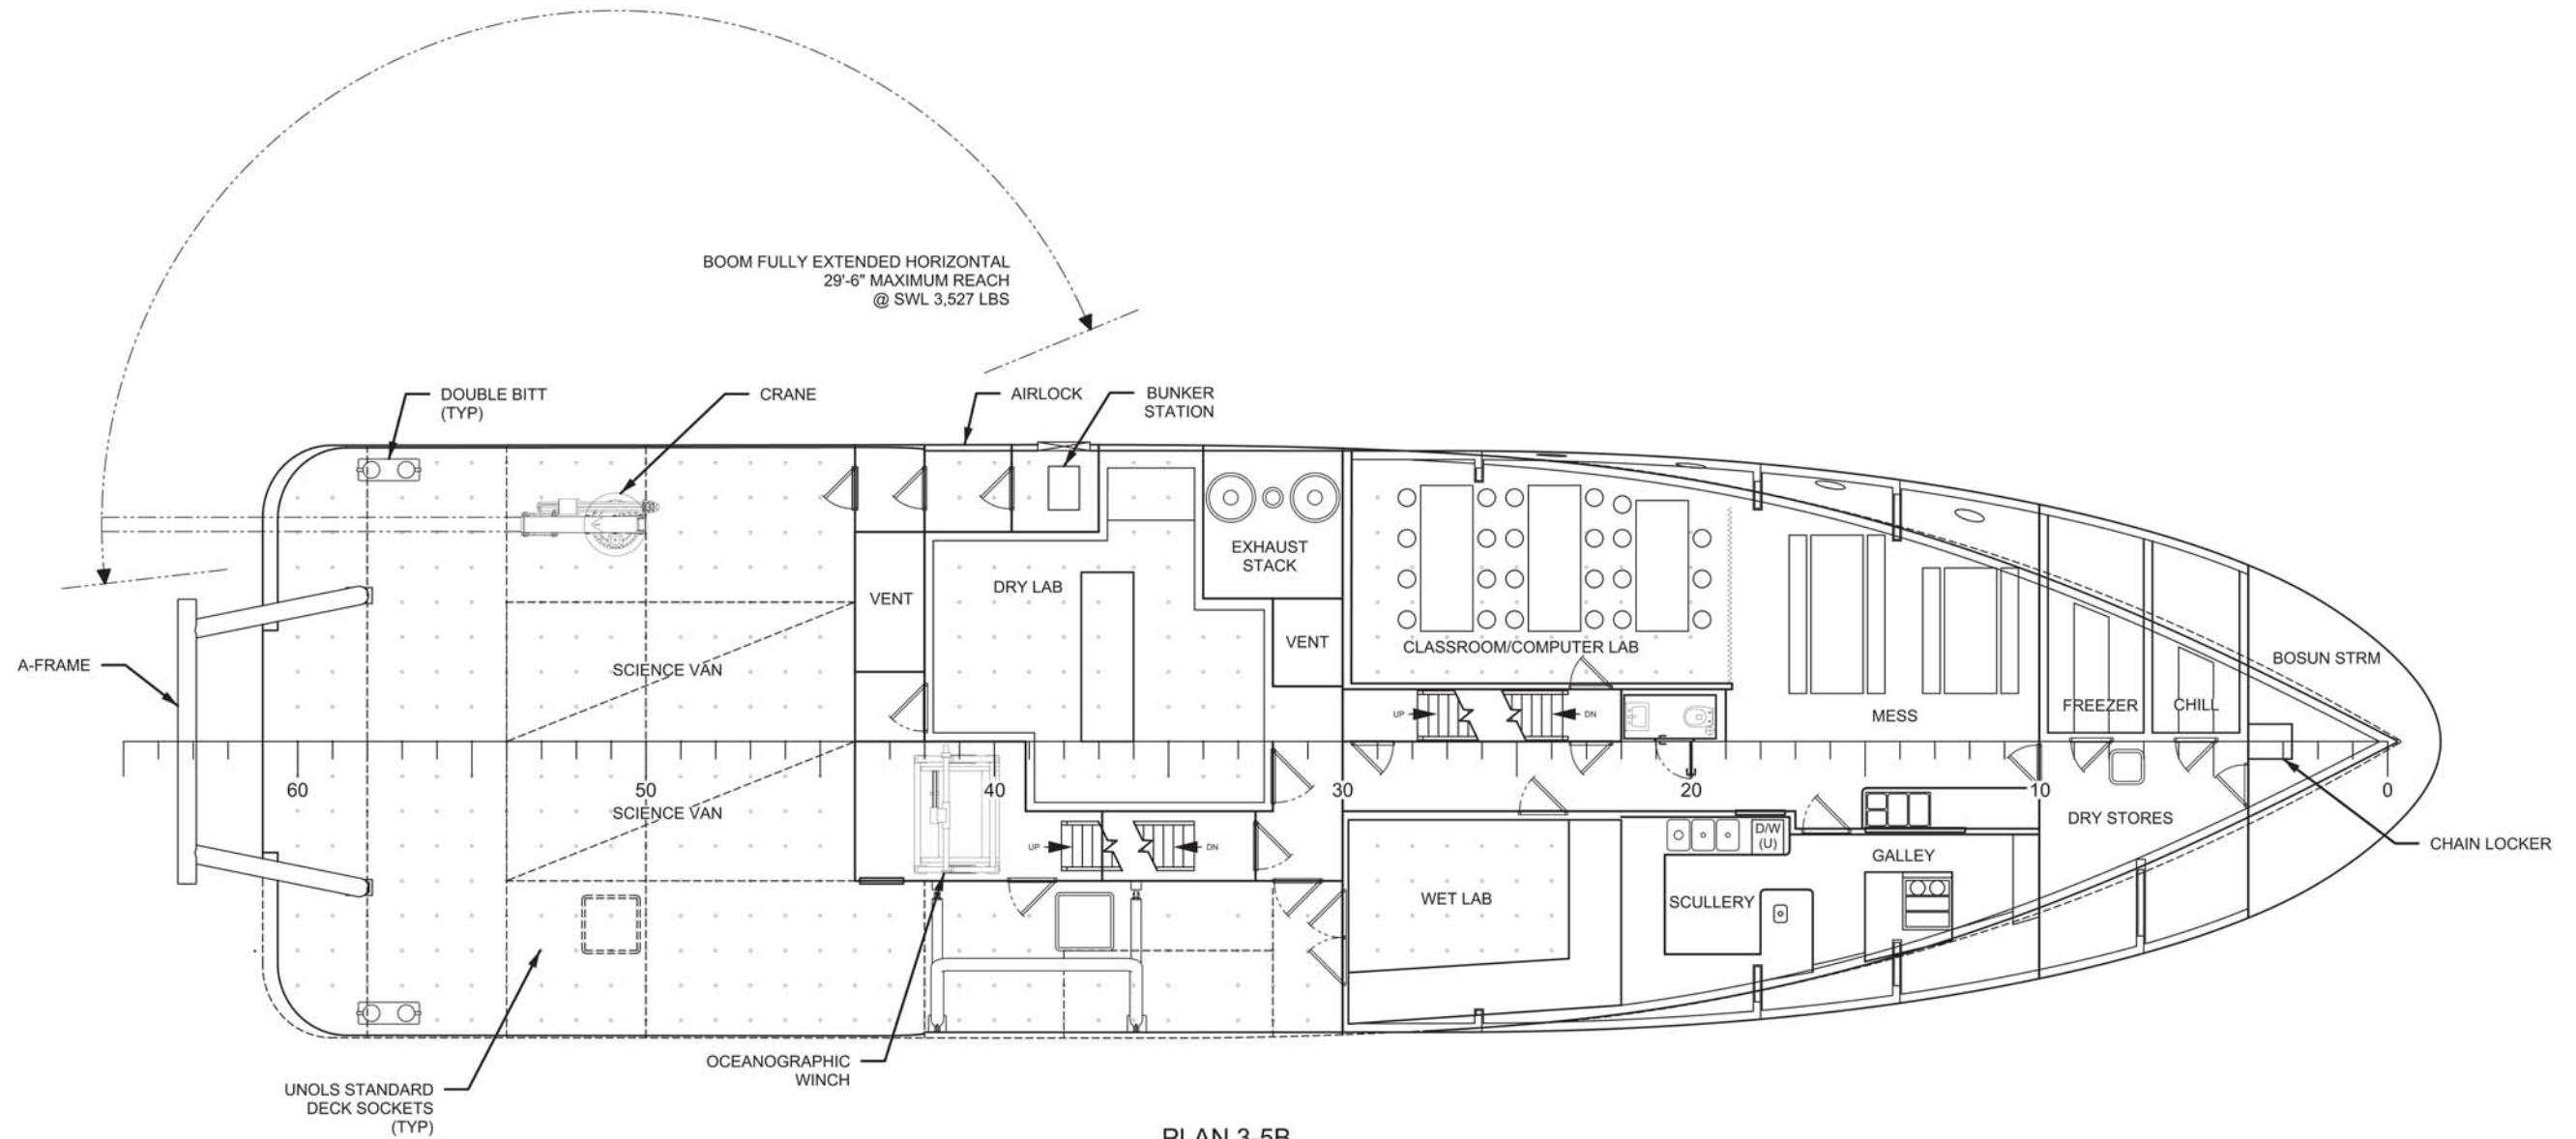 BOOM FULLY EXTENDED HORIZONTAL
29'-6" MAXIMUM REACH
@ SWL 3,527 LBS
DOUBLE BITT
(TYP)
CRANE
AIRLOCK
BUNKER
STATION
EXHAUST
STACK
DRY LAB
VENT
VENT
CLASSROOM/COMPUTER LAB
A-FRAME
SCIENCE VAN
BOSUN STRM
FREEZER
CHILL
MESS
UP
DN
60
50
40
30
20
10
0
SCIENCE VAN
DRY STORES
D/W
(U)
UP
DN
GALLEY
CHAIN LOCKER
WET LAB
SCULLERY
OCEANOGRAPHIC
WINCH
UNOLS STANDARD
DECK SOCKETS
(TYP)
PLAN 3-5B